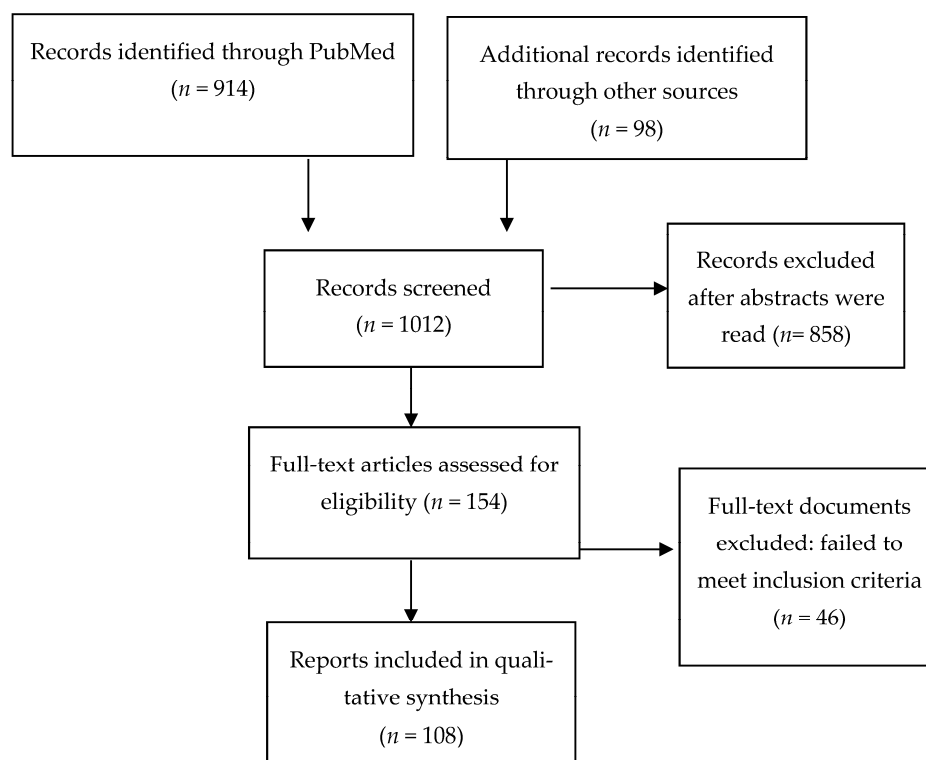 Records identified through PubMed
(n = 914)
Additional records identified
through other sources
(n = 98)
Records screened
(n = 1012)
Records excluded
after abstracts were
read (n= 858)
Full-text articles assessed for
eligibility (n = 154)
Full-text documents
excluded: failed to
meet inclusion criteria
(n = 46)
Reports included in quali-
tative synthesis
(n = 108)